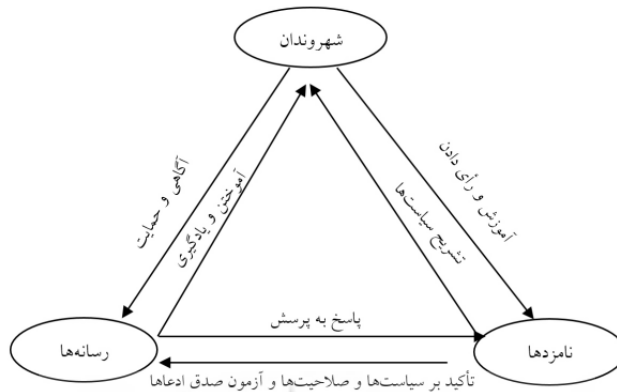 شهروندان
آگاهی و حمایت
آموختن و یادگیری
تشریح سیاست‌ها
آموزش و رأی دادن
پاسخ به پرسش
رسانه‌ها
نامزدها
تأکید بر سیاست‌ها و صلاحیت‌ها و آزمون صدق ادعاها